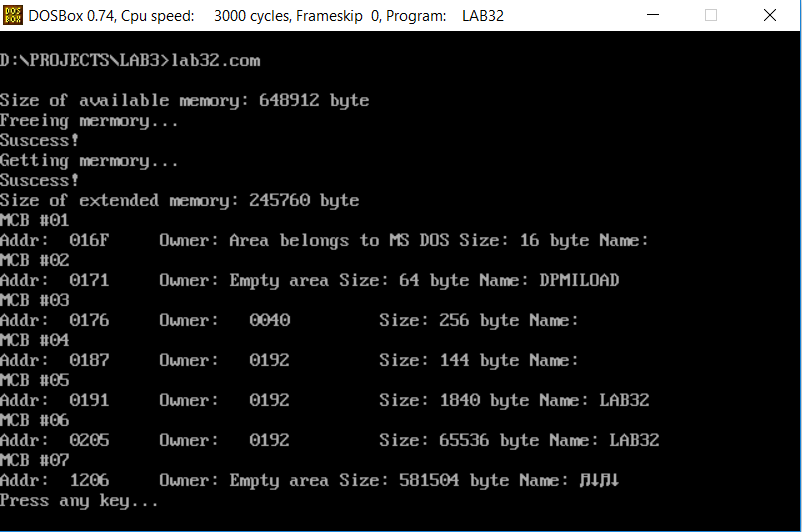 DOSBox 0.74, Cpu speed: 3000 cycles, Frameskip 0, Program: LAB32
D:\PROJECTS\LAB3>lab32.com
Size of available memory: 648912 byte
Freeing mermory...
Suscess!
Getting mermory...
Suscess!
Size of extended memory: 245760 byte
MCB #01
Addr: 016F Owner: Area belongs to MS DOS Size: 16 byte Name:
MCB #02
Addr: 0171 Owner: Empty area Size: 64 byte Name: DPMILOAD
MCB #03
Addr: 0176 Owner: 0040 Size: 256 byte Name:
MCB #04
Addr: 0187 Owner: 0192 Size: 144 byte Name:
MCB #05
Addr: 0191 Owner: 0192 Size: 1840 byte Name: LAB32
MCB #06
Addr: 0205 Owner: 0192 Size: 65536 byte Name: LAB32
MCB #07
Addr: 1206 Owner: Empty area Size: 581504 byte Name: ♫↓♫↓
Press any key...